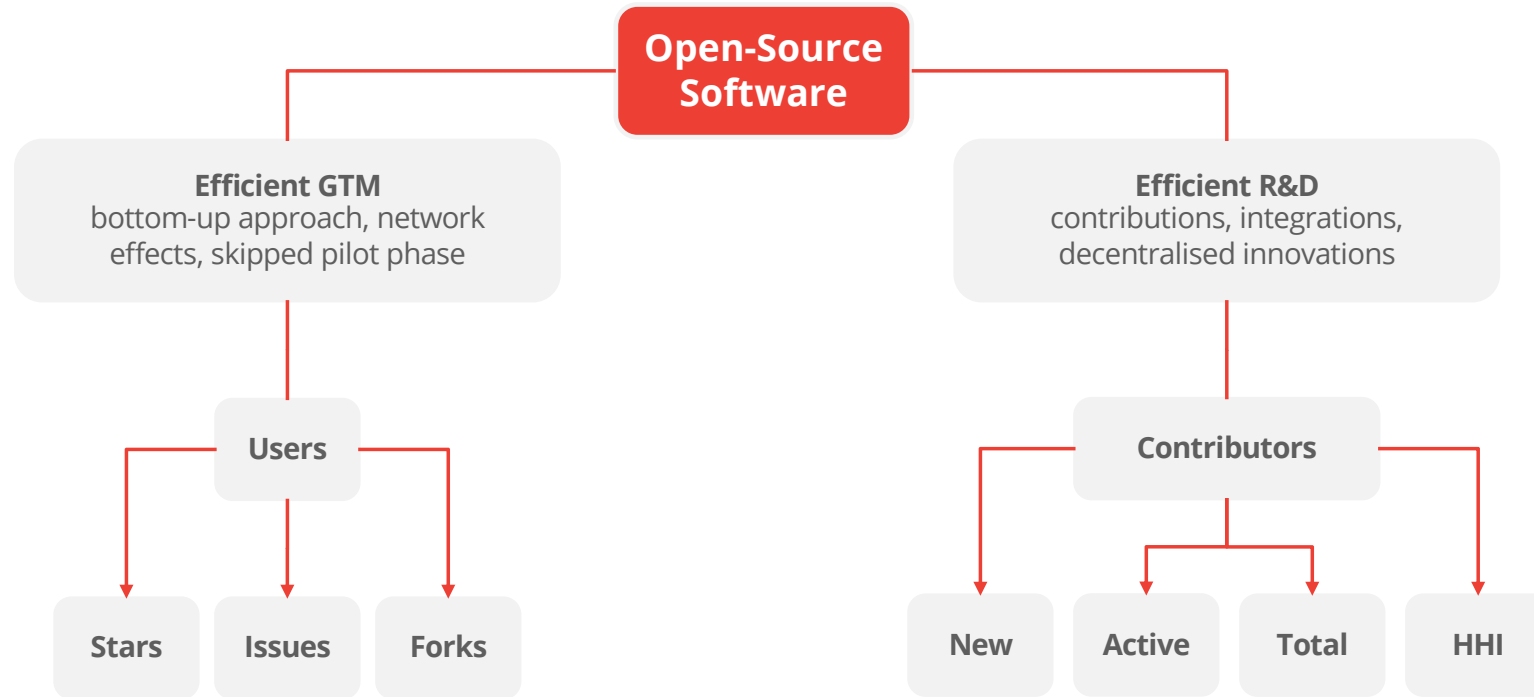 Open-Source
Software
Efficient GTM
bottom-up approach, network
effects, skipped pilot phase
Efficient R&D
contributions, integrations,
decentralised innovations
Users
Contributors
Stars
Issues
Forks
New
Active
Total
HHI